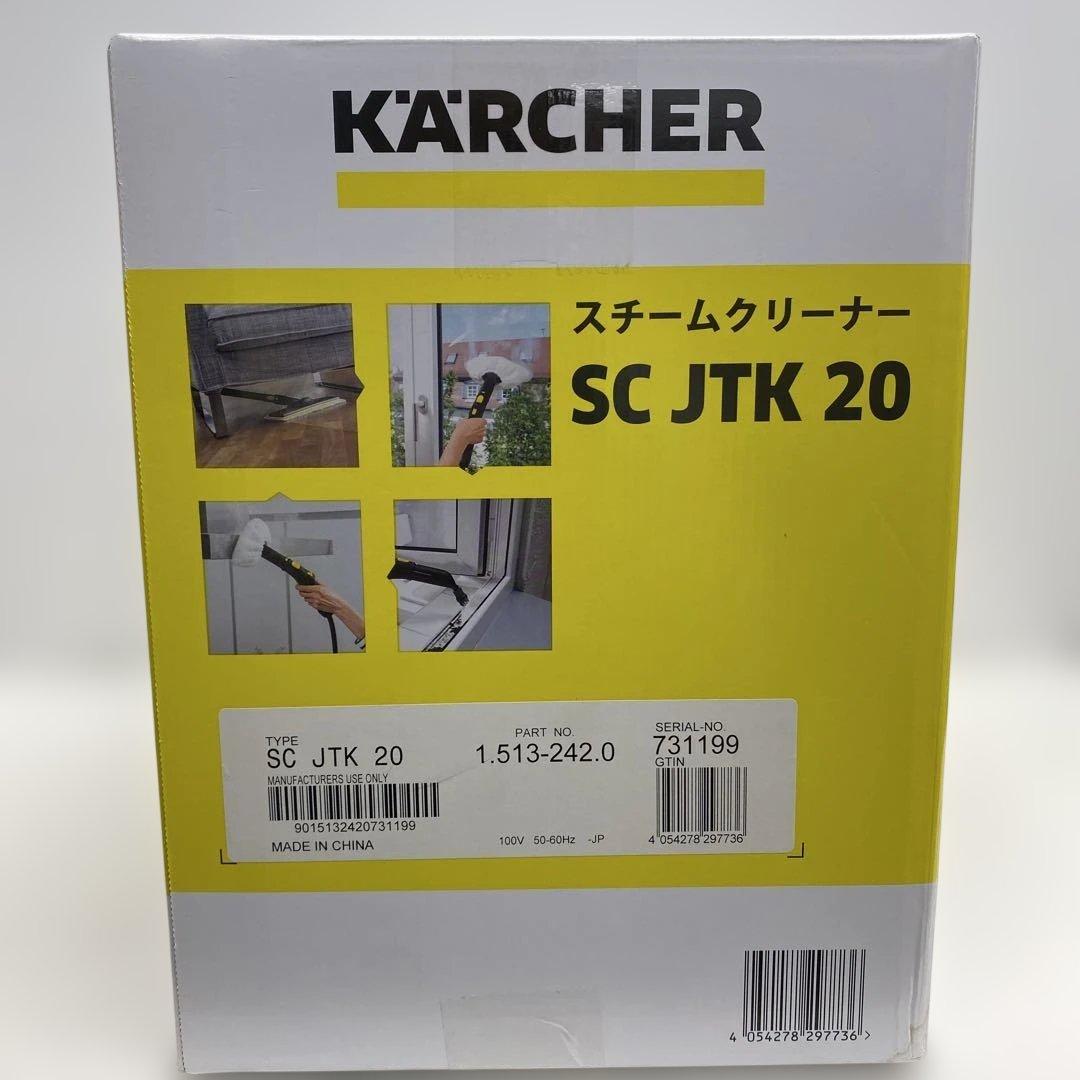 KÄRCHER
スチームクリーナー
SC JTK 20
TYPE
SC JTK 20
MANUFACTURERS USE ONLY
9015132420731199
MADE IN CHINA
PART NO.
1.513-242.0
100V 50-60Hz -JP
SERIAL-NO.
731199
GTIN
4 054278 297736
4 054278 297736 >